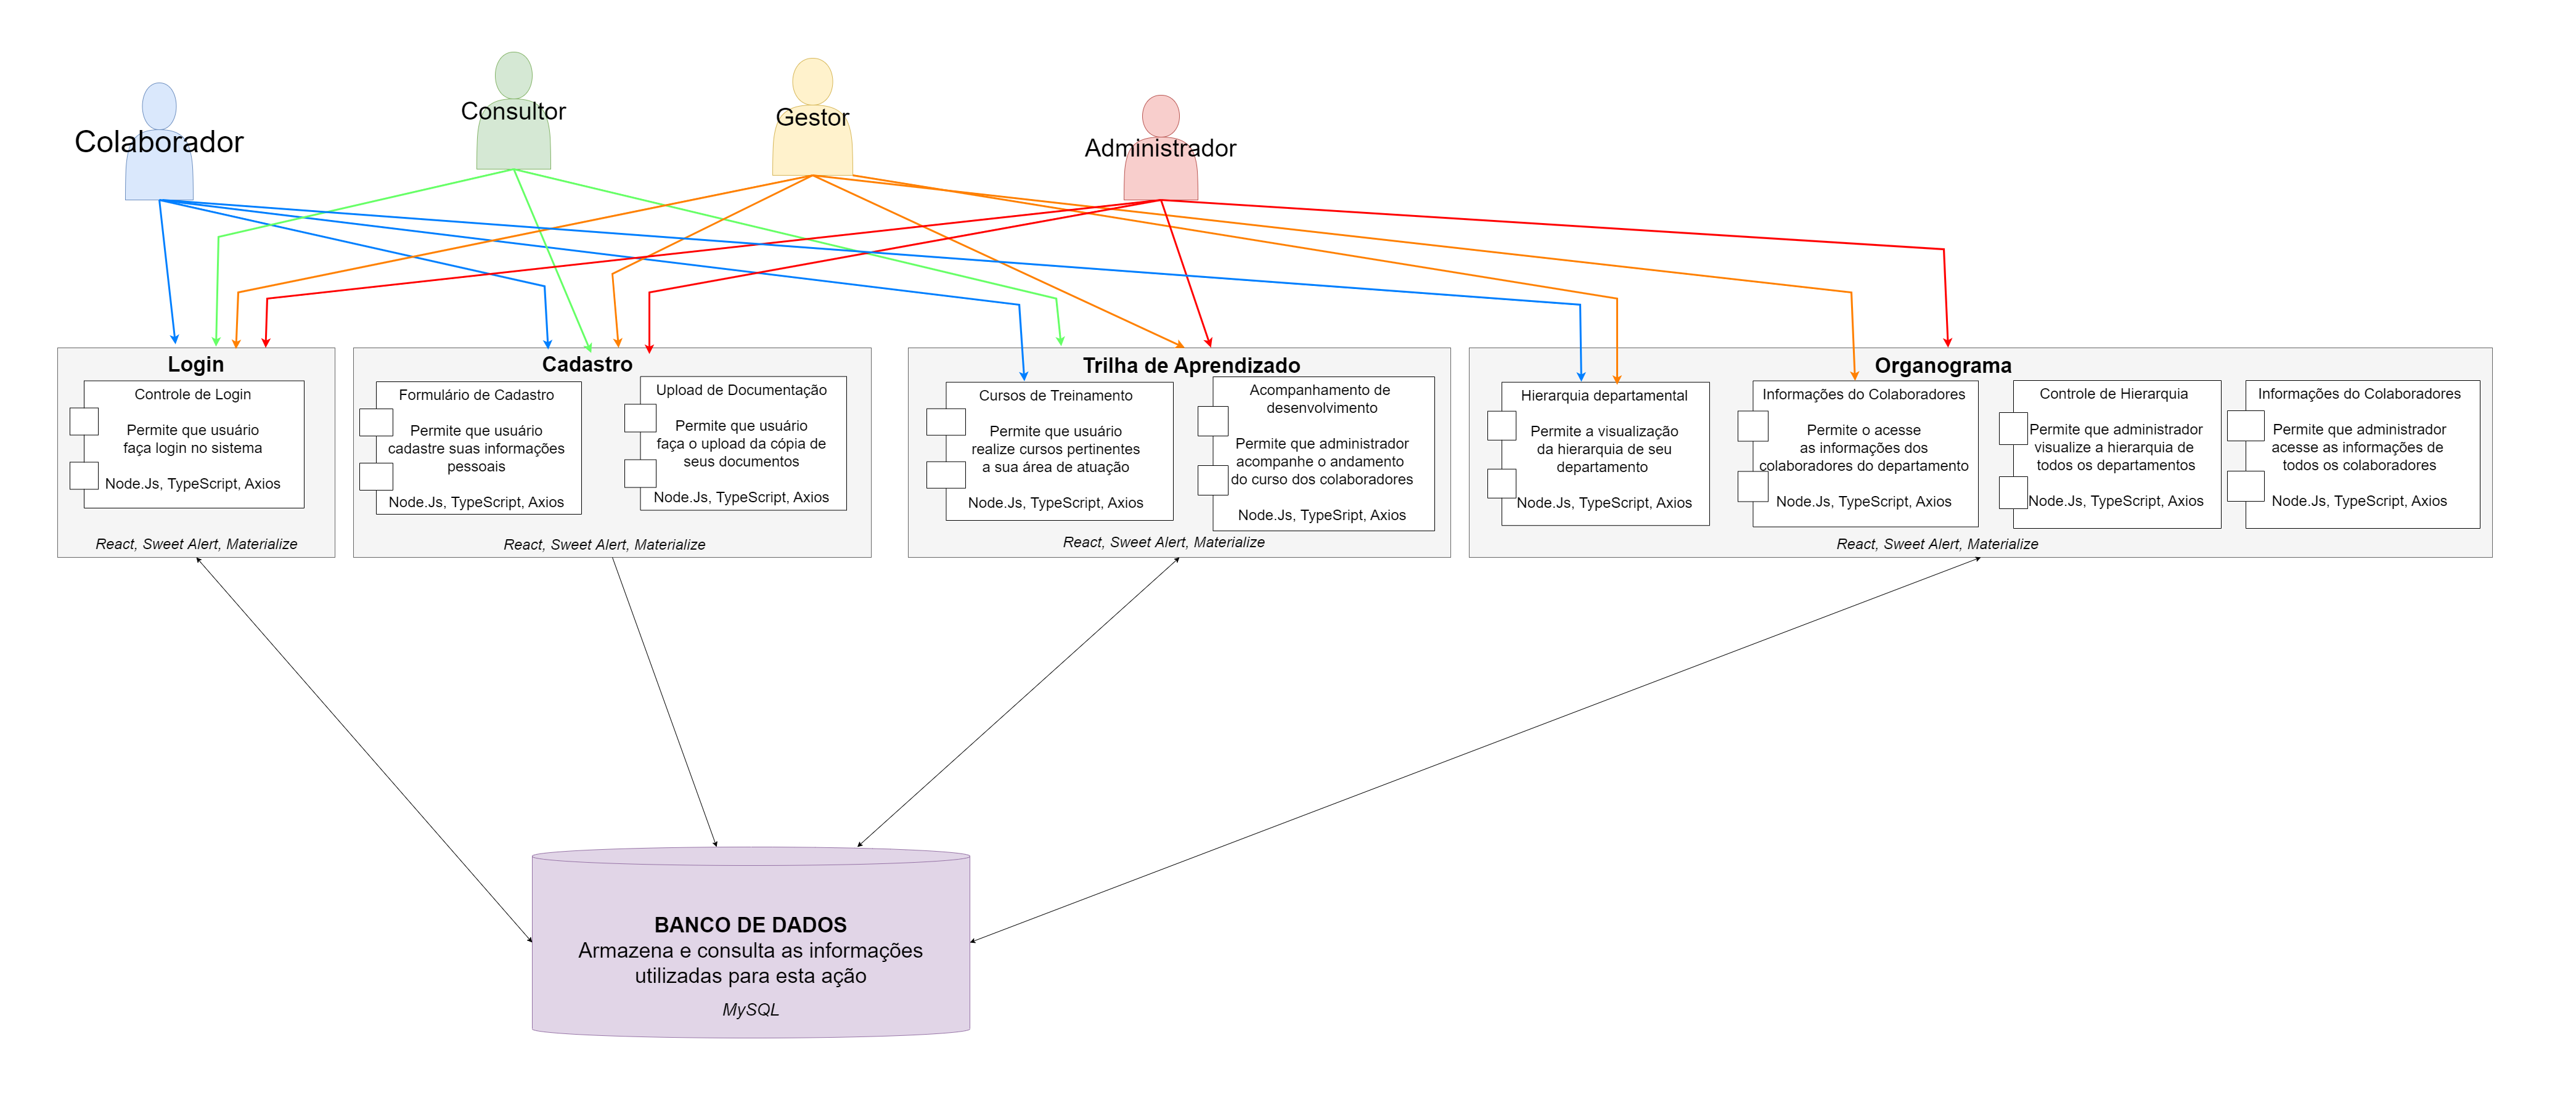 Colaborador
Consultor
Gestor
Administrador
Login
Controle de Login
Permite que usuário
faça login no sistema
Node.Js, TypeScript, Axios
React, Sweet Alert, Materialize
Cadastro
Formulário de Cadastro
Permite que usuário
cadastre suas informações
pessoais
Node.Js, TypeScript, Axios
Upload de Documentação
Permite que usuário
faça o upload da cópia de
seus documentos
Node.Js, TypeScript, Axios
React, Sweet Alert, Materialize
Trilha de Aprendizado
Cursos de Treinamento
Permite que usuário
realize cursos pertinentes
a sua área de atuação
Node.Js, TypeScript, Axios
Acompanhamento de
desenvolvimento
Permite que administrador
acompanhe o andamento
do curso dos colaboradores
Node.Js, TypeSript, Axios
React, Sweet Alert, Materialize
Organograma
Hierarquia departamental
Permite a visualização
da hierarquia de seu
departamento
Node.Js, TypeScript, Axios
Informações do Colaboradores
Permite o acesse
as informações dos
colaboradores do departamento
Node.Js, TypeScript, Axios
Controle de Hierarquia
Permite que administrador
visualize a hierarquia de
todos os departamentos
Node.Js, TypeScript, Axios
Informações do Colaboradores
Permite que administrador
acesse as informações de
todos os colaboradores
Node.Js, TypeScript, Axios
React, Sweet Alert, Materialize
BANCO DE DADOS
Armazena e consulta as informações
utilizadas para esta ação
MySQL